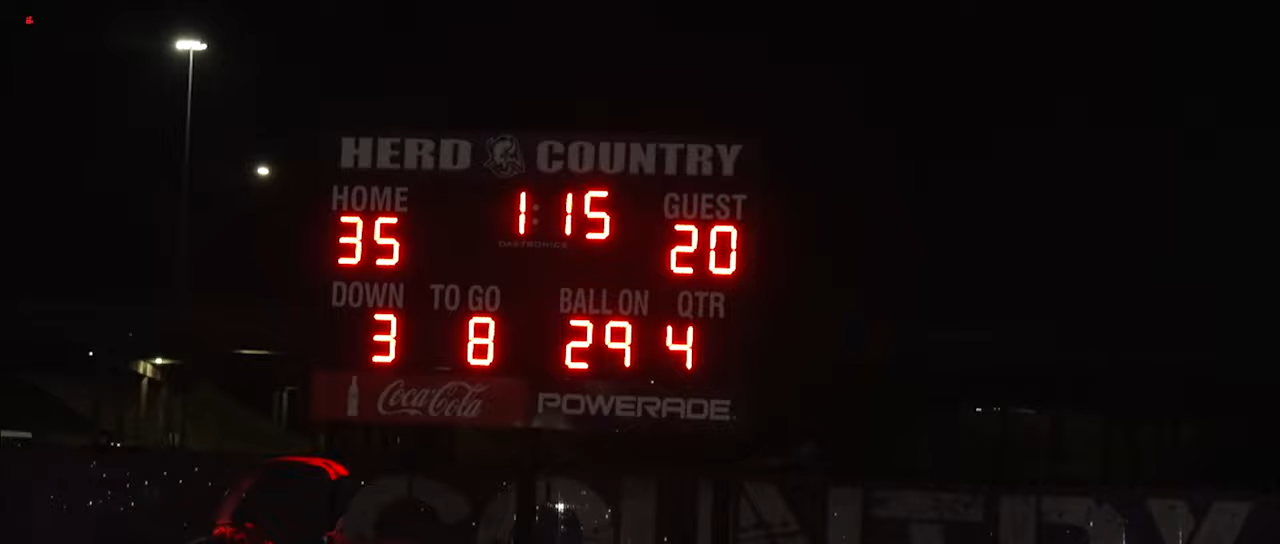 HERD COUNTRY
HOME 1:15 GUEST
35 20
DAKTRONICS
DOWN TO GO BALL ON QTR
3 8 29 4
Coca-Cola POWERADE
COUNTRY